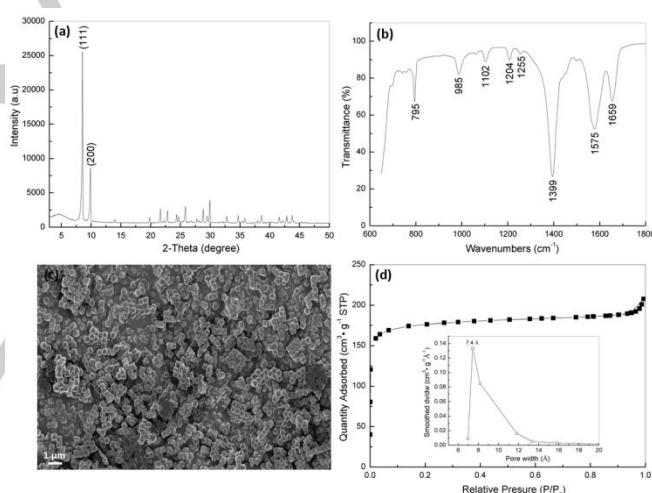 (a)
30000
25000
20000
15000
10000
5000
0
Intensity (a.u)
(111)
(200)
5 10 15 20 25 30 35 40 45 50
2-Theta (degree)
(b)
100
80
60
40
20
0
Transmittance (%)
795
985
1102
1204
1255
1399
1575
1659
600 800 1000 1200 1400 1600 1800
Wavenumbers (cm⁻¹)
(c)
1 μm
(d)
250
200
150
100
50
0
Quantity Adsorbed (cm³• g⁻¹ STP)
0.0 0.2 0.4 0.6 0.8 1.0
Relative Presure (P/P₀)
7.4 Å
0.14
0.12
0.10
0.08
0.06
0.04
0.02
0.00
Smoothed dv/dw (cm³• g⁻¹ Å⁻¹)
6 8 10 12 14 16 18 20
Pore width (Å)